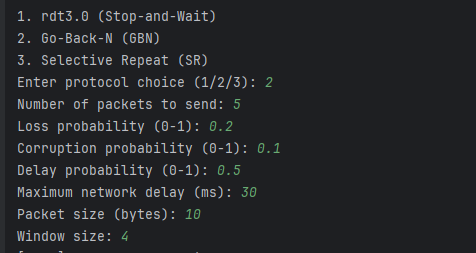 1. rdt3.0 (Stop-and-Wait)
2. Go-Back-N (GBN)
3. Selective Repeat (SR)
Enter protocol choice (1/2/3): 2
Number of packets to send: 5
Loss probability (0-1): 0.2
Corruption probability (0-1): 0.1
Delay probability (0-1): 0.5
Maximum network delay (ms): 30
Packet size (bytes): 10
Window size: 4